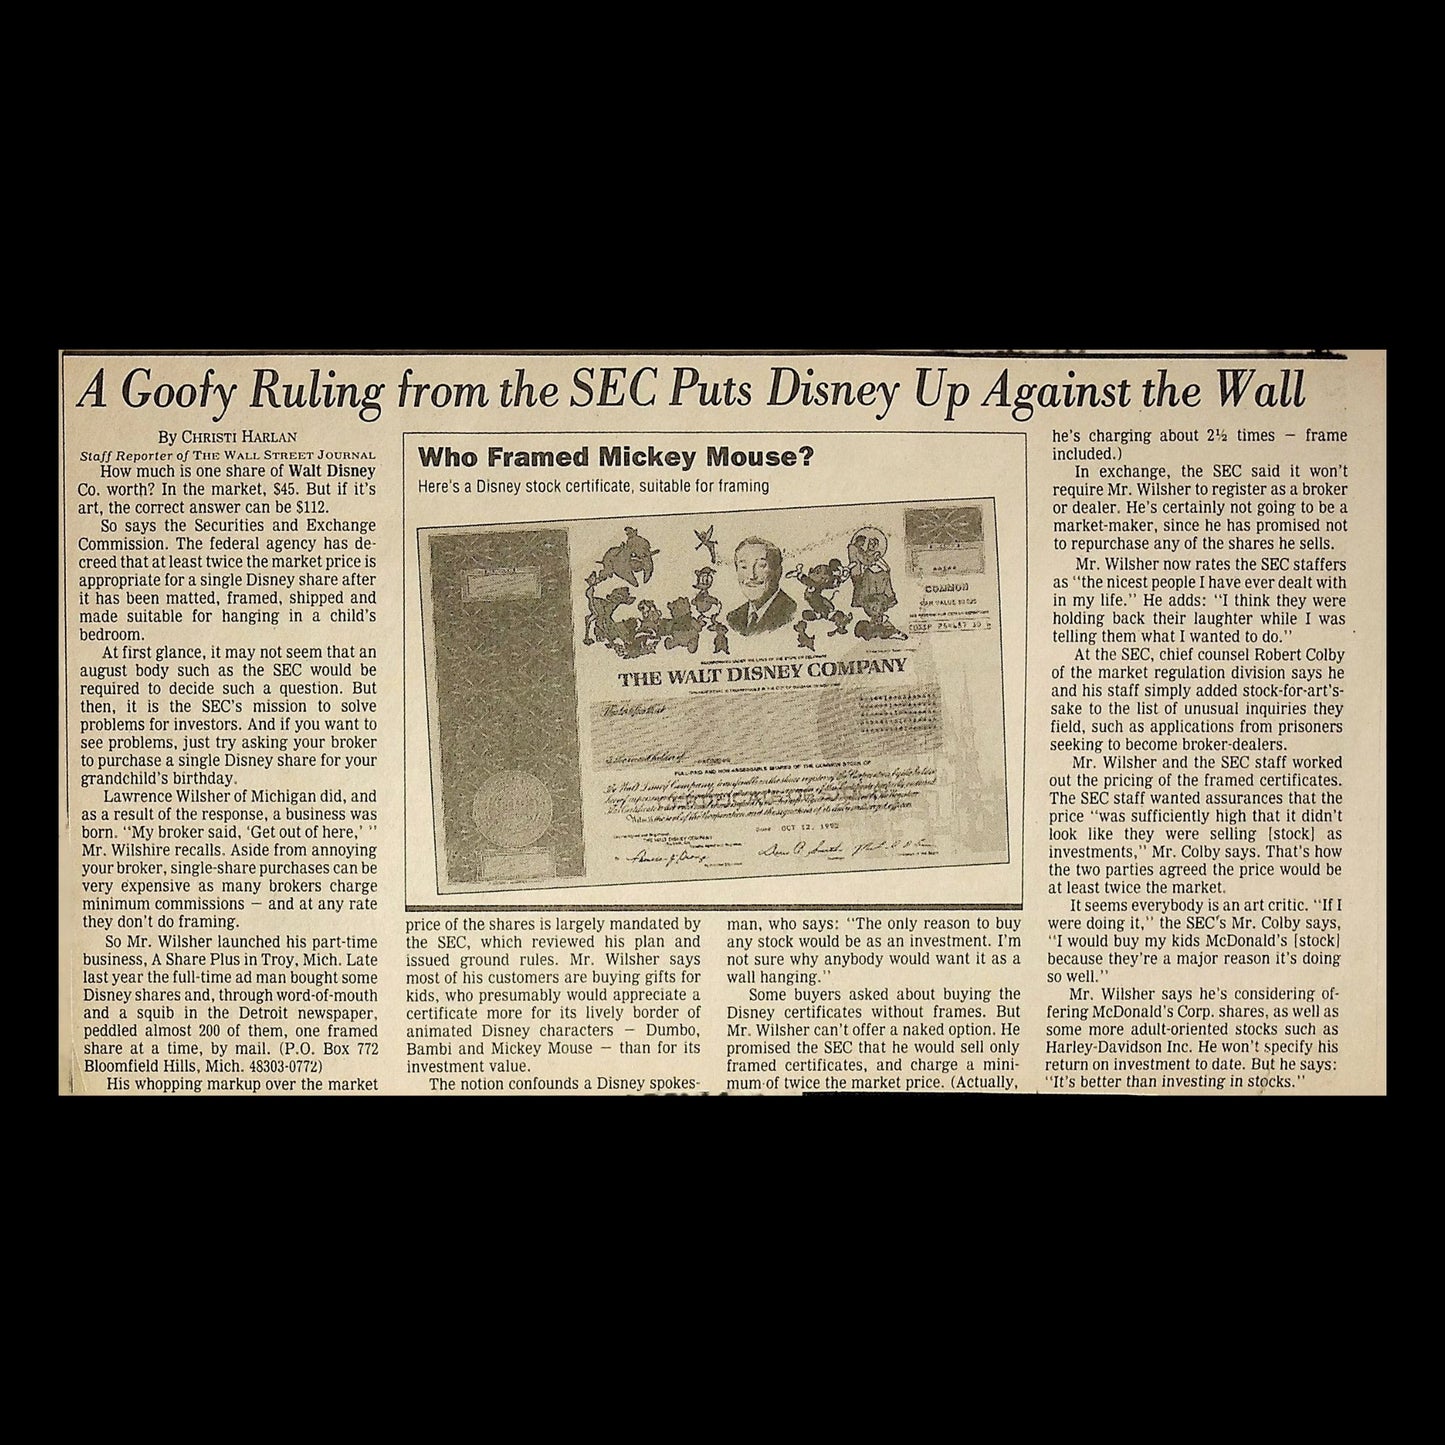 A Goofy Ruling from the SEC Puts Disney Up Against the Wall
By CHRISTI HARLAN
Staff Reporter of THE WALL STREET JOURNAL
How much is one share of Walt Disney
Co. worth? In the market, $45. But if it's
art, the correct answer can be $112.
So says the Securities and Exchange
Commission. The federal agency has de-
creed that at least twice the market price is
appropriate for a single Disney share after
it has been matted, framed, shipped and
made suitable for hanging in a child's
bedroom.
At first glance, it may not seem that an
august body such as the SEC would be
required to decide such a question. But
then, it is the SEC's mission to solve
problems for investors. And if you want to
see problems, just try asking your broker
to purchase a single Disney share for your
grandchild's birthday.
Lawrence Wilsher of Michigan did, and
as a result of the response, a business was
born. "My broker said, 'Get out of here,' "
Mr. Wilshire recalls. Aside from annoying
your broker, single-share purchases can be
very expensive as many brokers charge
minimum commissions — and at any rate
they don't do framing.
So Mr. Wilsher launched his part-time
business, A Share Plus in Troy, Mich. Late
last year the full-time ad man bought some
Disney shares and, through word-of-mouth
and a squib in the Detroit newspaper,
peddled almost 200 of them, one framed
share at a time, by mail. (P.O. Box 772
Bloomfield Hills, Mich. 48303-0772)
His whopping markup over the market
Who Framed Mickey Mouse?
Here's a Disney stock certificate, suitable for framing
COMMON
THE WALT DISNEY COMPANY
FULL-PAID AND NON-ASSESSABLE SHARES OF THE COMMON STOCK OF
OCT 12, 1992
price of the shares is largely mandated by
the SEC, which reviewed his plan and
issued ground rules. Mr. Wilsher says
most of his customers are buying gifts for
kids, who presumably would appreciate a
certificate more for its lively border of
animated Disney characters — Dumbo,
Bambi and Mickey Mouse — than for its
investment value.
The notion confounds a Disney spokes-
man, who says: "The only reason to buy
any stock would be as an investment. I'm
not sure why anybody would want it as a
wall hanging."
Some buyers asked about buying the
Disney certificates without frames. But
Mr. Wilsher can't offer a naked option. He
promised the SEC that he would sell only
framed certificates, and charge a mini-
mum of twice the market price. (Actually,
he's charging about 2½ times — frame
included.)
In exchange, the SEC said it won't
require Mr. Wilsher to register as a broker
or dealer. He's certainly not going to be a
market-maker, since he has promised not
to repurchase any of the shares he sells.
Mr. Wilsher now rates the SEC staffers
as "the nicest people I have ever dealt with
in my life." He adds: "I think they were
holding back their laughter while I was
telling them what I wanted to do."
At the SEC, chief counsel Robert Colby
of the market regulation division says he
and his staff simply added stock-for-art's-
sake to the list of unusual inquiries they
field, such as applications from prisoners
seeking to become broker-dealers.
Mr. Wilsher and the SEC staff worked
out the pricing of the framed certificates.
The SEC staff wanted assurances that the
price "was sufficiently high that it didn't
look like they were selling [stock] as
investments," Mr. Colby says. That's how
the two parties agreed the price would be
at least twice the market.
It seems everybody is an art critic. "If I
were doing it," the SEC's Mr. Colby says,
"I would buy my kids McDonald's [stock]
because they're a major reason it's doing
so well."
Mr. Wilsher says he's considering of-
fering McDonald's Corp. shares, as well as
some more adult-oriented stocks such as
Harley-Davidson Inc. He won't specify his
return on investment to date. But he says:
"It's better than investing in stocks."